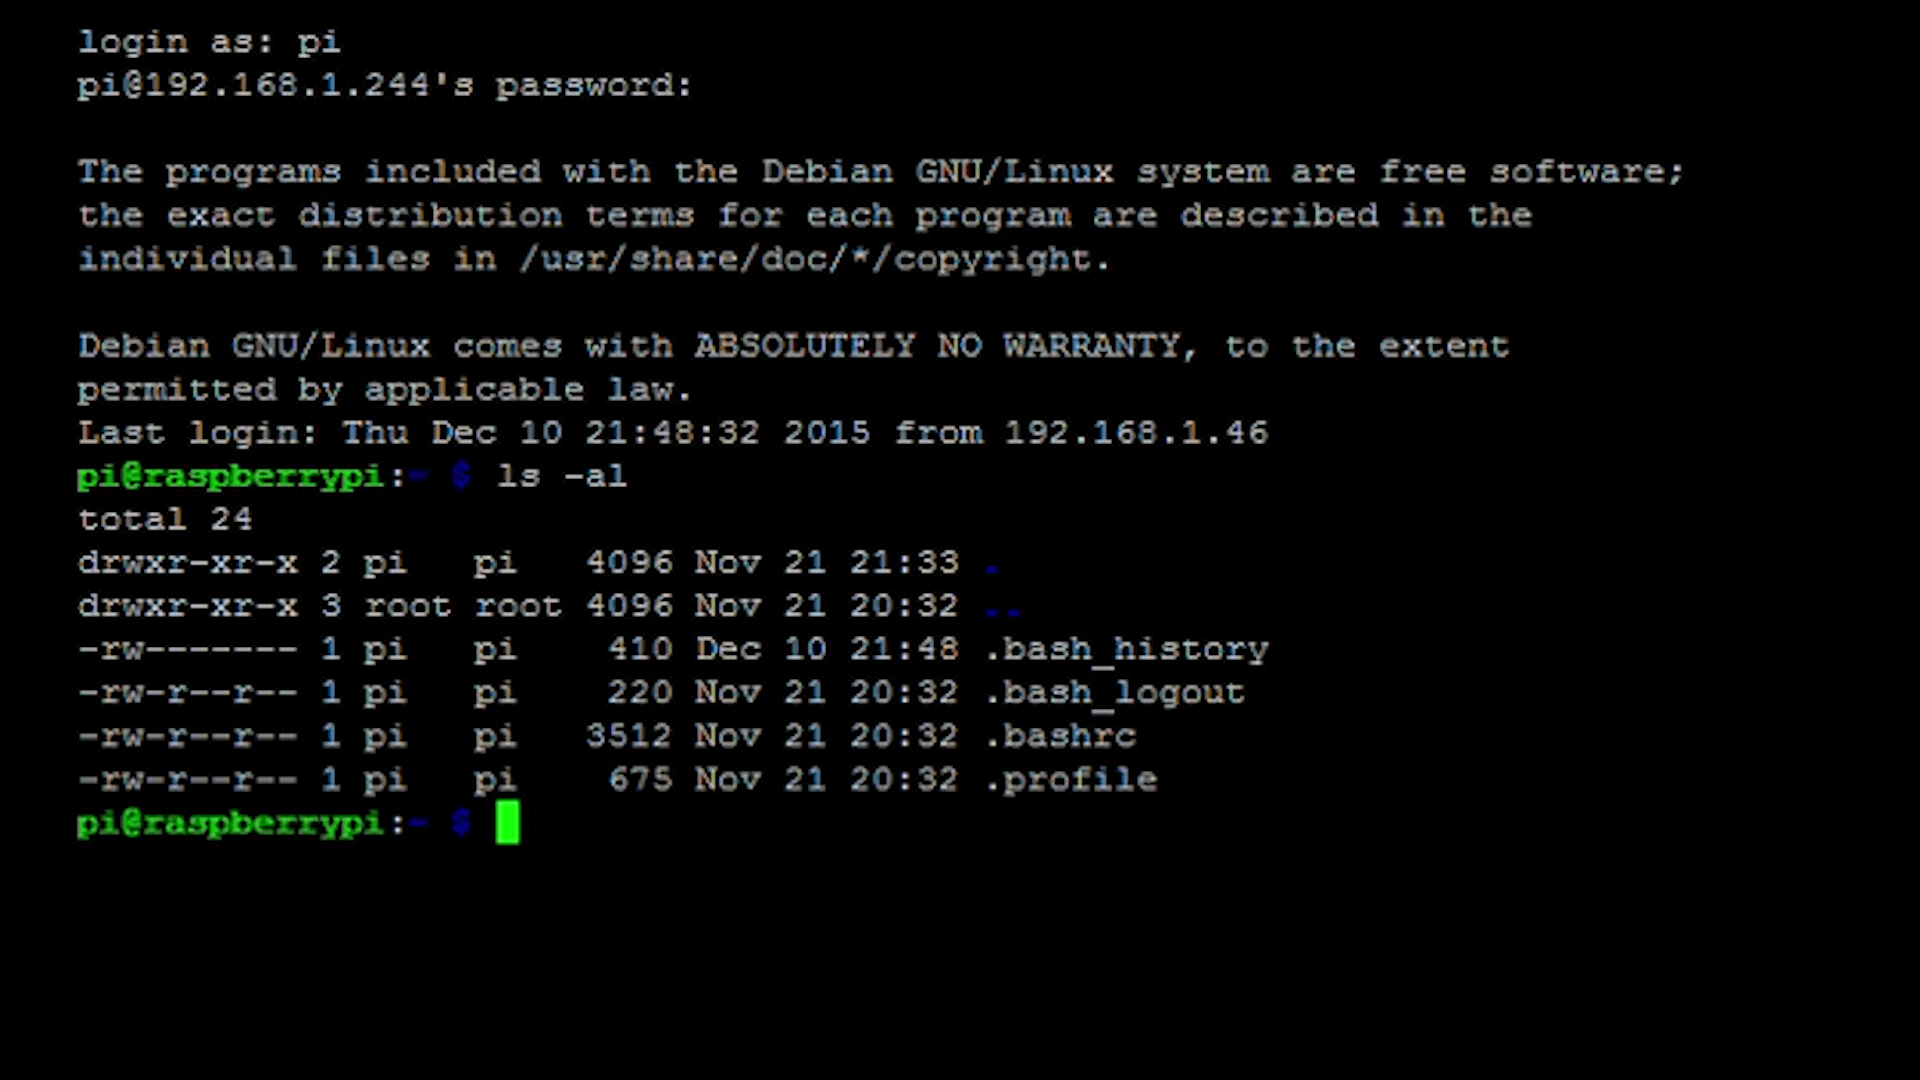 login as: pi
pi@192.168.1.244's password:
The programs included with the Debian GNU/Linux system are free software;
the exact distribution terms for each program are described in the
individual files in /usr/share/doc/*/copyright.
Debian GNU/Linux comes with ABSOLUTELY NO WARRANTY, to the extent
permitted by applicable law.
Last login: Thu Dec 10 21:48:32 2015 from 192.168.1.46
pi@raspberrypi:~ $ ls -al
total 24
drwxr-xr-x 2 pi   pi   4096 Nov 21 21:33 .
drwxr-xr-x 3 root root 4096 Nov 21 20:32 ..
-rw------- 1 pi   pi    410 Dec 10 21:48 .bash_history
-rw-r--r-- 1 pi   pi    220 Nov 21 20:32 .bash_logout
-rw-r--r-- 1 pi   pi   3512 Nov 21 20:32 .bashrc
-rw-r--r-- 1 pi   pi    675 Nov 21 20:32 .profile
pi@raspberrypi:~ $